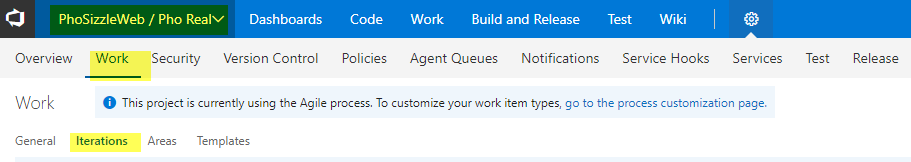 PhoSizzleWeb / Pho Real Dashboards Code Work Build and Release Test Wiki
Overview Work Security Version Control Policies Agent Queues Notifications Service Hooks Services Test Release
Work This project is currently using the Agile process. To customize your work item types, go to the process customization page.
General Iterations Areas Templates